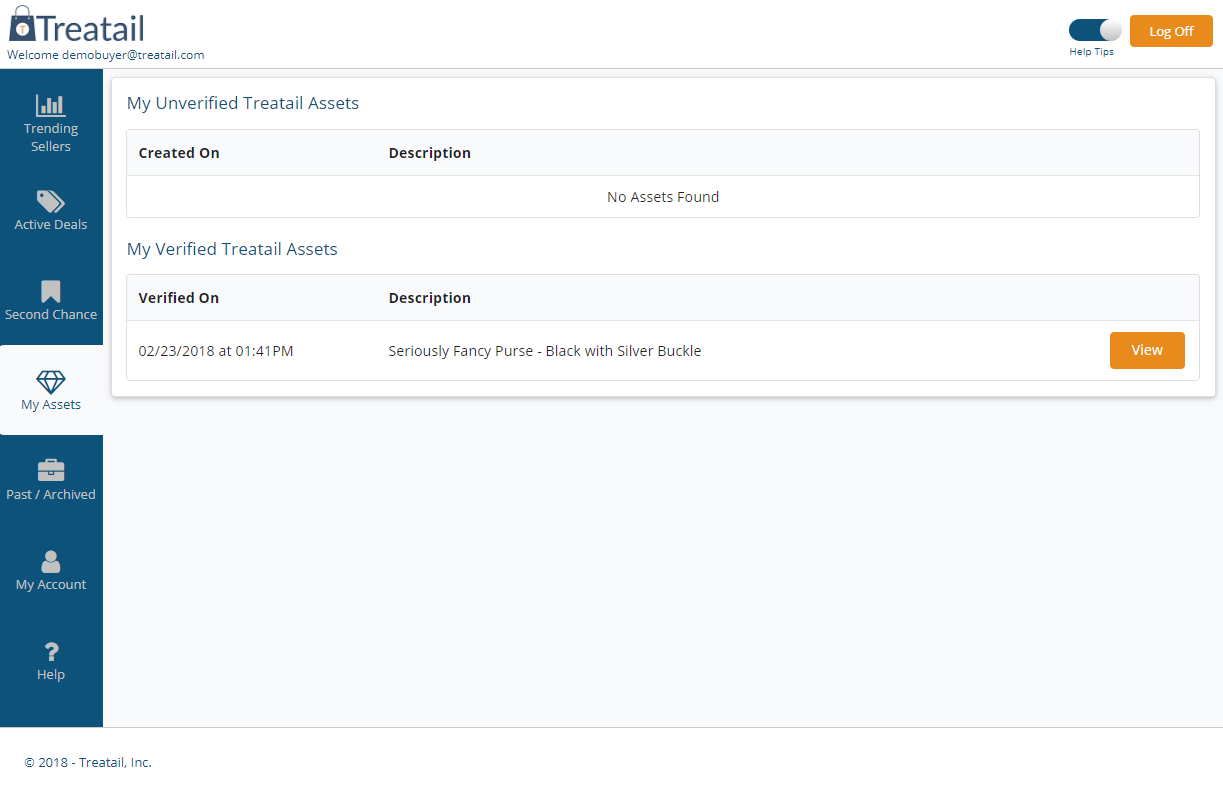 Treatail
Welcome demobuyer@treatail.com
Help Tips
Log Off
Trending
Sellers
Active Deals
Second Chance
My Assets
Past / Archived
My Account
? Help
My Unverified Treatail Assets
Created On Description
No Assets Found
My Verified Treatail Assets
Verified On Description
02/23/2018 at 01:41PM Seriously Fancy Purse - Black with Silver Buckle View
© 2018 - Treatail, Inc.